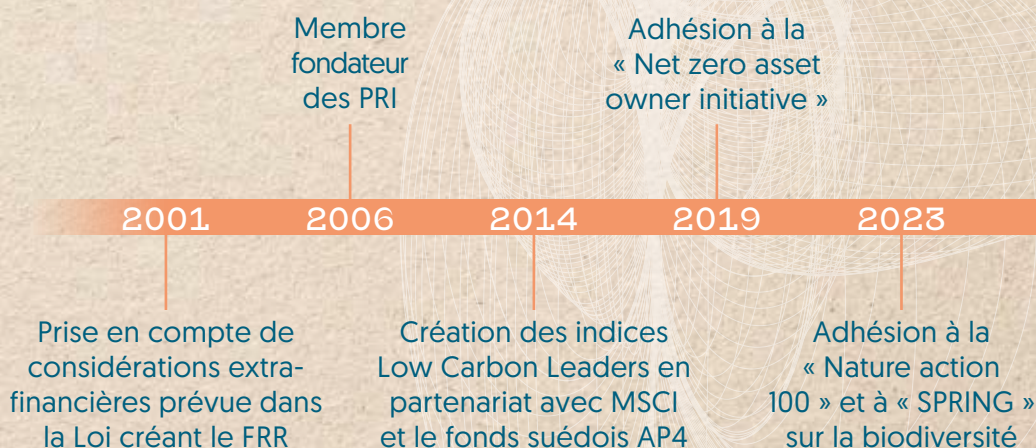 Membre
fondateur
des PRI
Adhésion à la
« Net zero asset
owner initiative »
2001
2006
2014
2019
2023
Prise en compte de
considérations extra-
financières prévue dans
la Loi créant le FRR
Création des indices
Low Carbon Leaders en
partenariat avec MSCI
et le fonds suédois AP4
Adhésion à la
« Nature action
100 » et à « SPRING »
sur la biodiversité